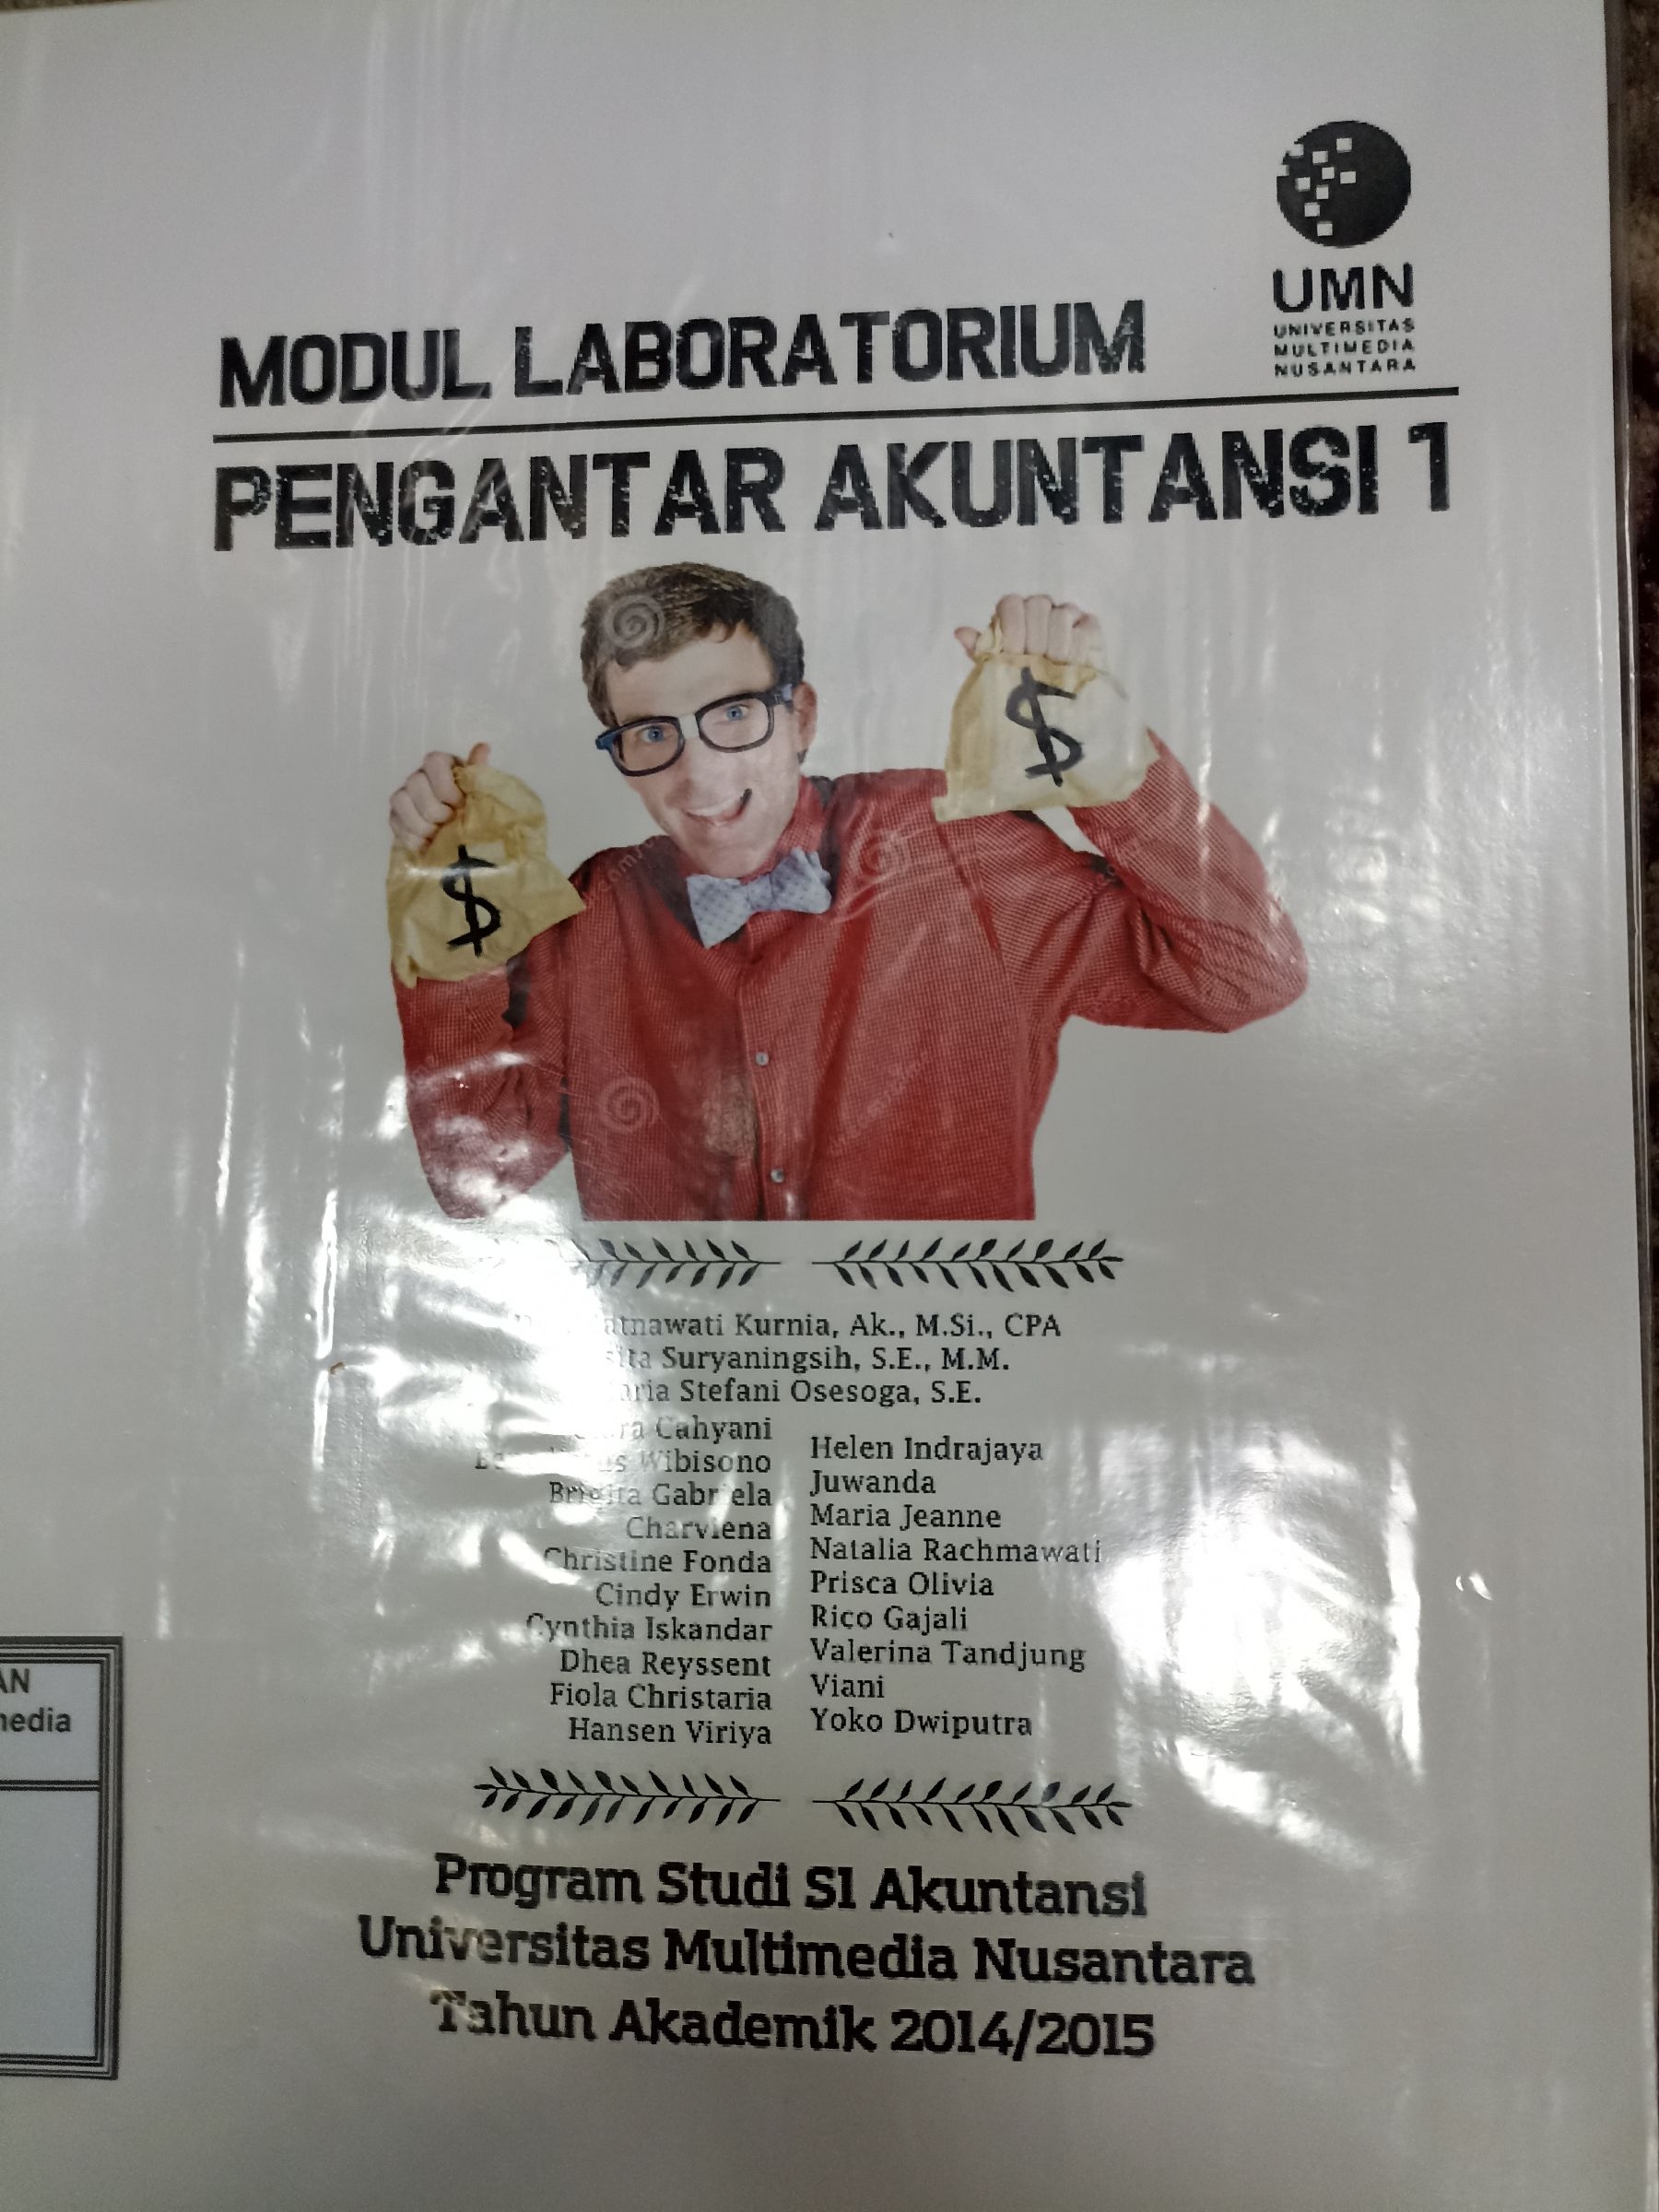 UMN
UNIVERSITAS
MULTIMEDIA
NUSANTARA
MODUL LABORATORIUM
PENGANTAR AKUNTANSI 1
$
$
Kurnia, Ak., M.Si., CPA
Suryaningsih, S.E., M.M.
Stefani Osesoga, S.E.
Cahyani
Wibisono
Brigita Gabriela
Charviena
Christine Fonda
Cindy Erwin
Cynthia Iskandar
Dhea Reyssent
Fiola Christaria
Hansen Viriya
Helen Indrajaya
Juwanda
Maria Jeanne
Natalia Rachmawati
Prisca Olivia
Rico Gajali
Valerina Tandjung
Viani
Yoko Dwiputra
Program Studi S1 Akuntansi
Universitas Multimedia Nusantara
Tahun Akademik 2014/2015